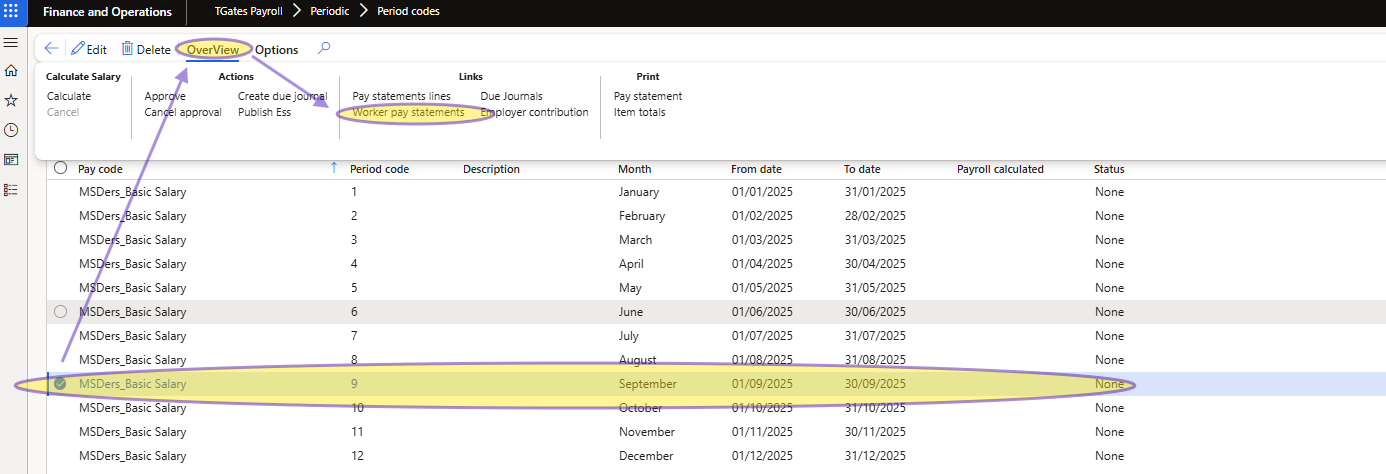 Finance and Operations TGates Payroll Periodic Period codes
Edit Delete OverView Options
Calculate Salary Actions Links Print
Calculate Approve Create due journal Pay statements lines Due Journals Pay statement
Cancel Cancel approval Publish Ess Worker pay statements Employer contribution Item totals
Pay code Period code Description Month From date To date Payroll calculated Status
MSDers_Basic Salary 1 January 01/01/2025 31/01/2025 None
MSDers_Basic Salary 2 February 01/02/2025 28/02/2025 None
MSDers_Basic Salary 3 March 01/03/2025 31/03/2025 None
MSDers_Basic Salary 4 April 01/04/2025 30/04/2025 None
MSDers_Basic Salary 5 May 01/05/2025 31/05/2025 None
MSDers_Basic Salary 6 June 01/06/2025 30/06/2025 None
MSDers_Basic Salary 7 July 01/07/2025 31/07/2025 None
MSDers_Basic Salary 8 August 01/08/2025 31/08/2025 None
MSDers_Basic Salary 9 September 01/09/2025 30/09/2025 None
MSDers_Basic Salary 10 October 01/10/2025 31/10/2025 None
MSDers_Basic Salary 11 November 01/11/2025 30/11/2025 None
MSDers_Basic Salary 12 December 01/12/2025 31/12/2025 None